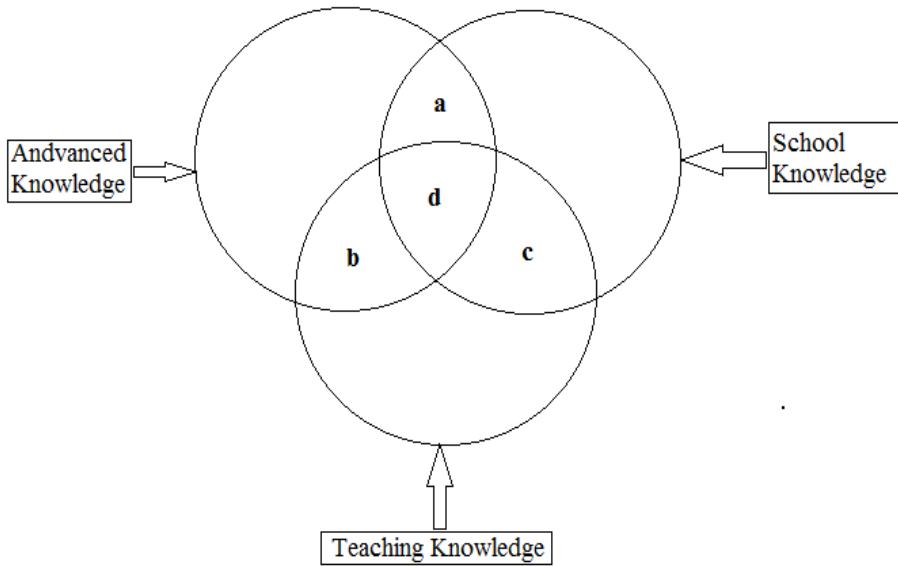 a
Andvanced
Knowledge
School
Knowledge
d
b
c
Teaching Knowledge